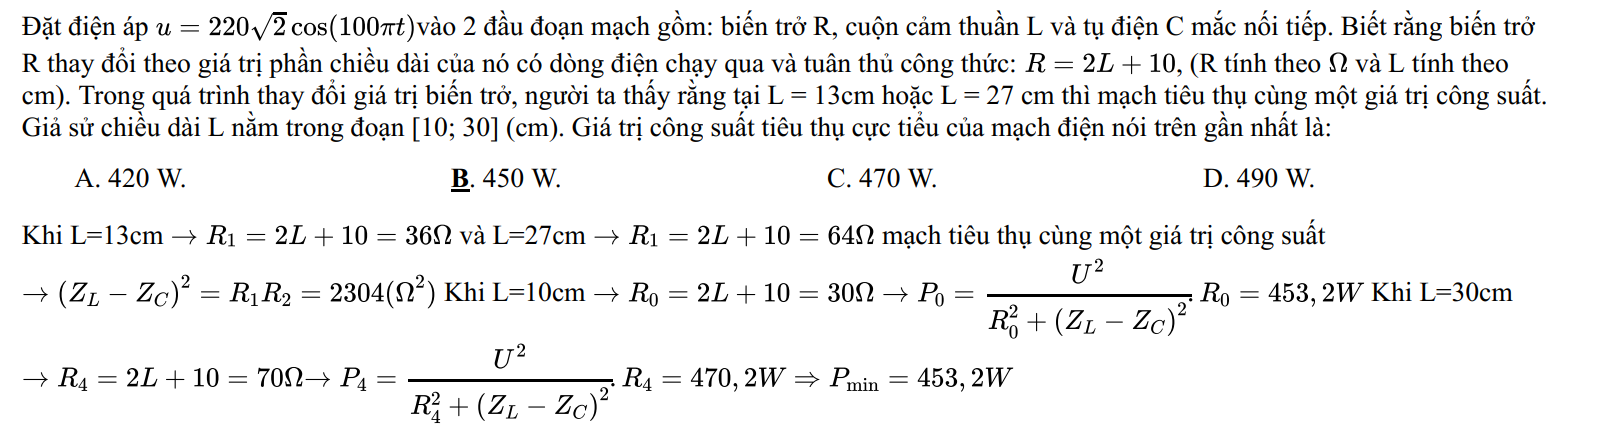 Đặt điện áp $u = 220\sqrt{2}\cos(100\pi t)$vào 2 đầu đoạn mạch gồm: biến trở R, cuộn cảm thuần L và tụ điện C mắc nối tiếp. Biết rằng biến trở
R thay đổi theo giá trị phần chiều dài của nó có dòng điện chạy qua và tuân thủ công thức: $R = 2L + 10$, (R tính theo $\Omega$ và L tính theo
cm). Trong quá trình thay đổi giá trị biến trở, người ta thấy rằng tại L = 13cm hoặc L = 27 cm thì mạch tiêu thụ cùng một giá trị công suất.
Giả sử chiều dài L nằm trong đoạn [10; 30] (cm). Giá trị công suất tiêu thụ cực tiểu của mạch điện nói trên gần nhất là:
A. 420 W. B. 450 W. C. 470 W. D. 490 W.
Khi L=13cm $\to R_1 = 2L + 10 = 36\Omega$ và L=27cm $\to R_1 = 2L + 10 = 64\Omega$ mạch tiêu thụ cùng một giá trị công suất
$\to (Z_L - Z_C)^2 = R_1R_2 = 2304(\Omega^2)$ Khi L=10cm $\to R_0 = 2L + 10 = 30\Omega \to P_0 = \frac{U^2}{R_0^2 + (Z_L - Z_C)^2}.R_0 = 453,2W$ Khi L=30cm
$\to R_4 = 2L + 10 = 70\Omega \to P_4 = \frac{U^2}{R_4^2 + (Z_L - Z_C)^2}.R_4 = 470,2W \Rightarrow P_{\min} = 453,2W$